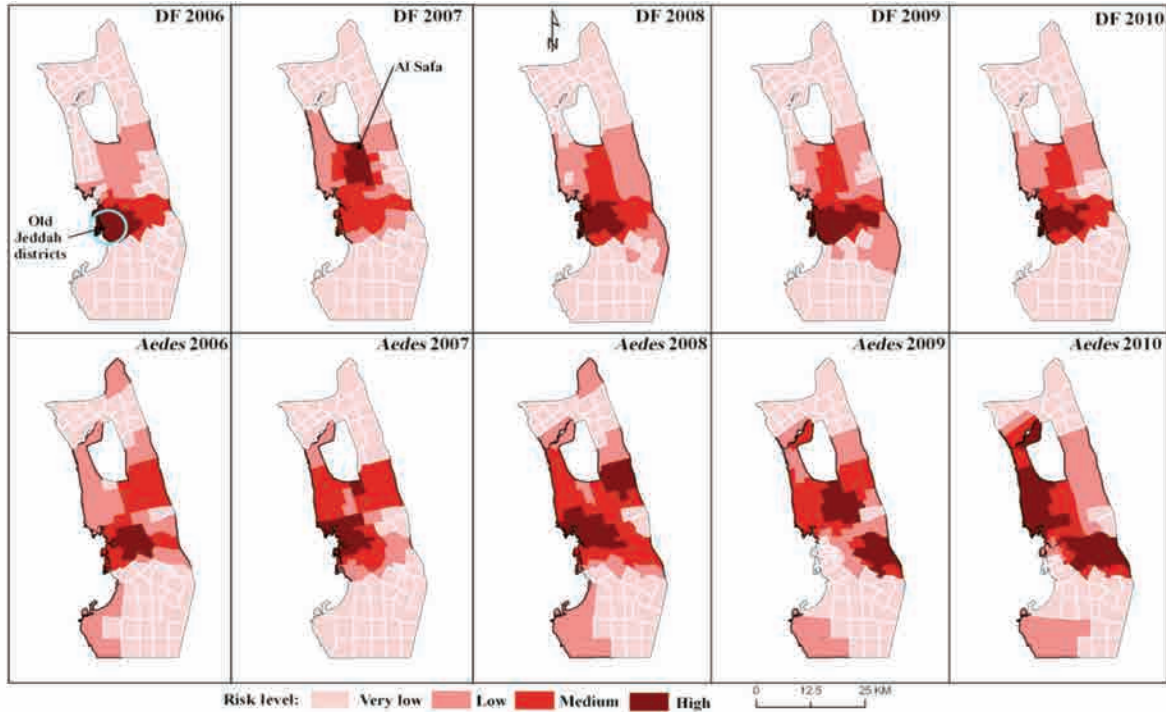 DF 2006
DF 2007
DF 2008
DF 2009
DF 2010
N
Al Safa
Old
Jeddah
districts
Aedes 2006
Aedes 2007
Aedes 2008
Aedes 2009
Aedes 2010
Risk level: Very low Low Medium High
0 12.5 25 KM